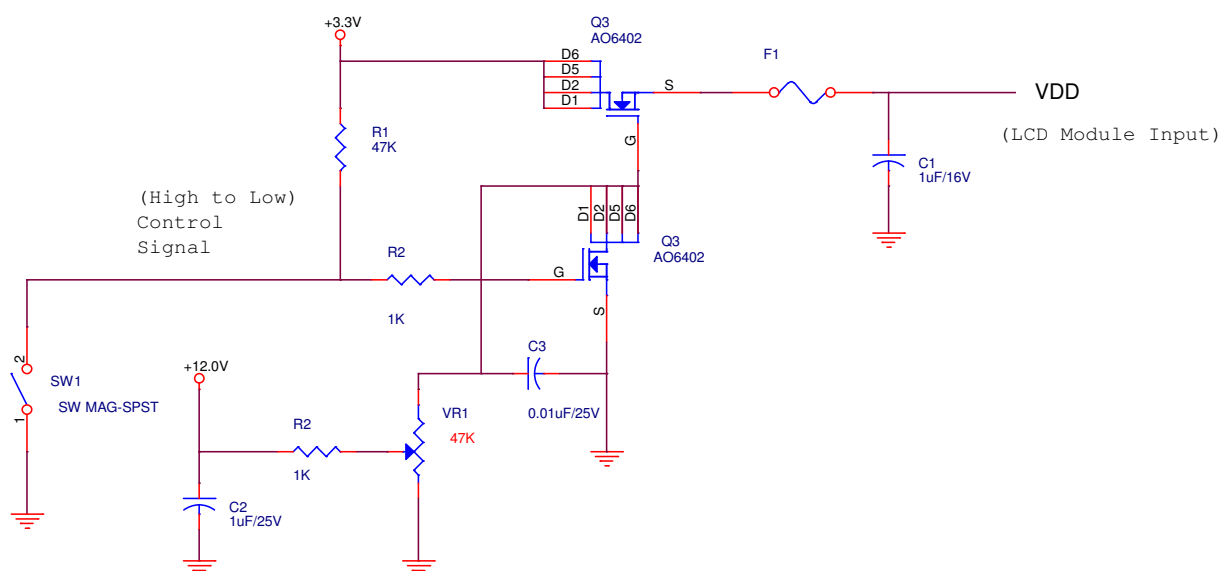 +3.3V
Q3
AO6402
D6
D5
D2
D1
S
G
F1
VDD
(LCD Module Input)
C1
1uF/16V
R1
47K
(High to Low)
Control
Signal
D1
D2
D5
D6
Q3
AO6402
G
S
R2
1K
2
1
SW1
SW MAG-SPST
+12.0V
R2
1K
C2
1uF/25V
VR1
47K
C3
0.01uF/25V